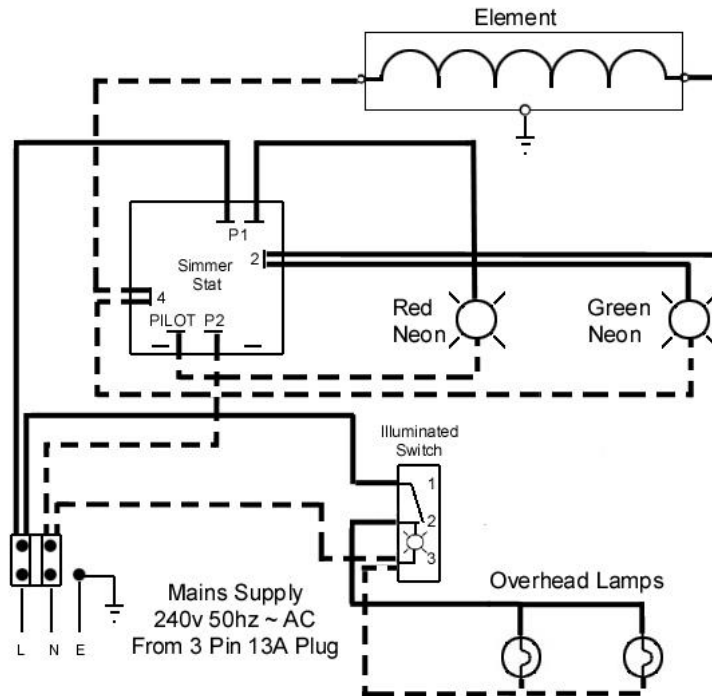 Element
P1
Simmer
Stat
2
4
PILOT P2
Red
Neon
Green
Neon
Illuminated
Switch
1
2
3
Mains Supply
240v 50hz ~ AC
From 3 Pin 13A Plug
Overhead Lamps
L N E